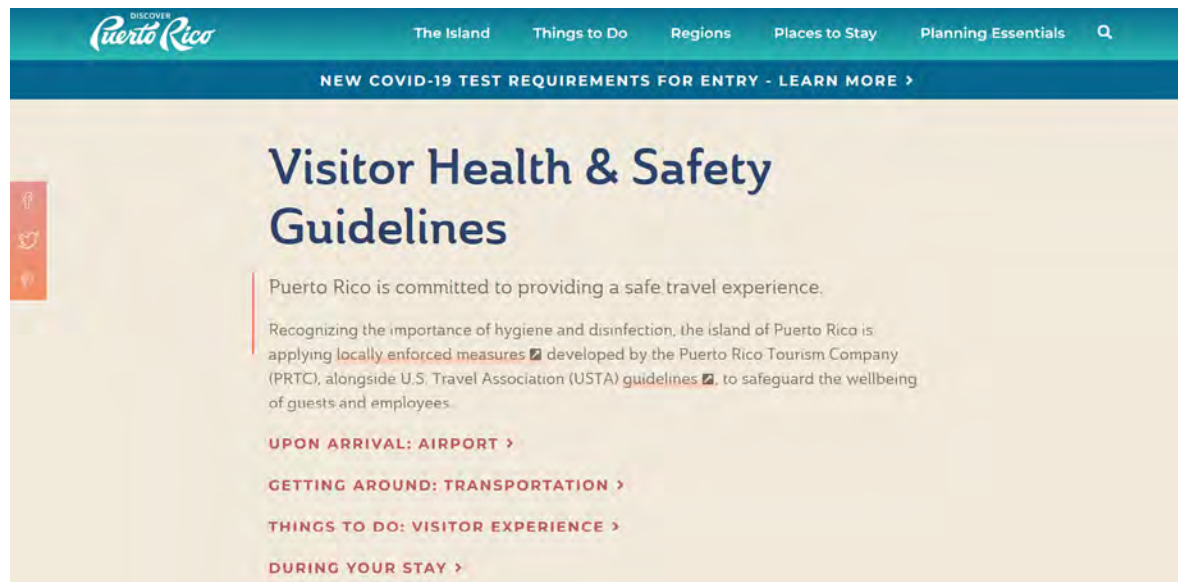 DISCOVER
Puerto Rico
The Island Things to Do Regions Places to Stay Planning Essentials
NEW COVID-19 TEST REQUIREMENTS FOR ENTRY - LEARN MORE >
Visitor Health & Safety
Guidelines
Puerto Rico is committed to providing a safe travel experience.
Recognizing the importance of hygiene and disinfection, the island of Puerto Rico is
applying locally enforced measures developed by the Puerto Rico Tourism Company
(PRTC), alongside U.S. Travel Association (USTA) guidelines, to safeguard the wellbeing
of guests and employees.
UPON ARRIVAL: AIRPORT >
GETTING AROUND: TRANSPORTATION >
THINGS TO DO: VISITOR EXPERIENCE >
DURING YOUR STAY >